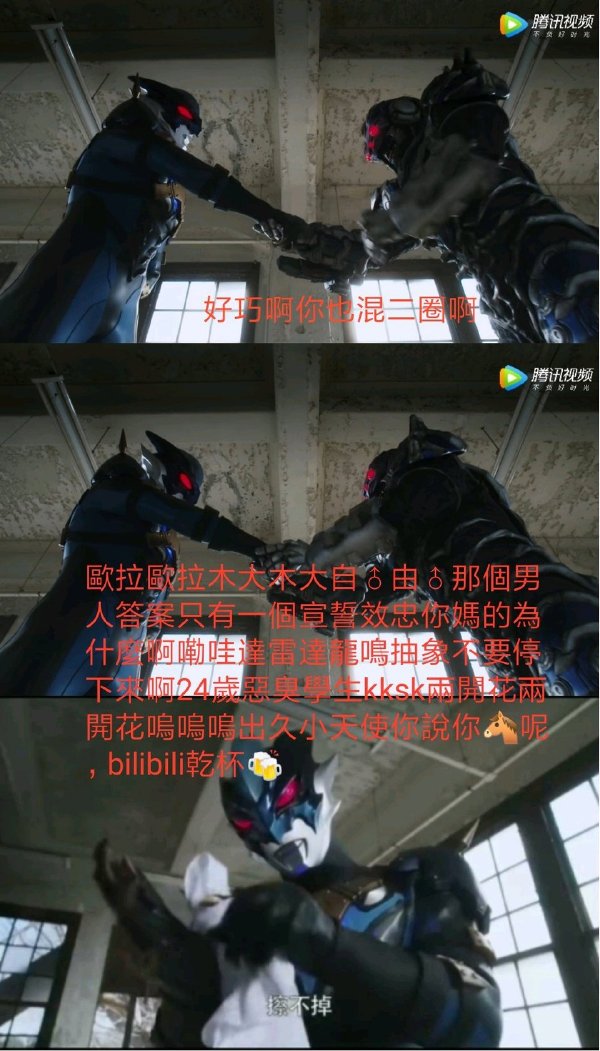 腾讯视频
不负好时光
好巧啊你也混二圈啊
腾讯视频
不负好时光
歐拉歐拉木大木大自♂由♂那個男
人答案只有一個宣誓效忠你媽的為
什麼啊嘞哇達雷達龍鳴抽象不要停
下來啊24歲惡臭學生kksk兩開花兩
開花嗚嗚嗚出久小天使你說你🐴呢
, bilibili乾杯🍻
擦不掉